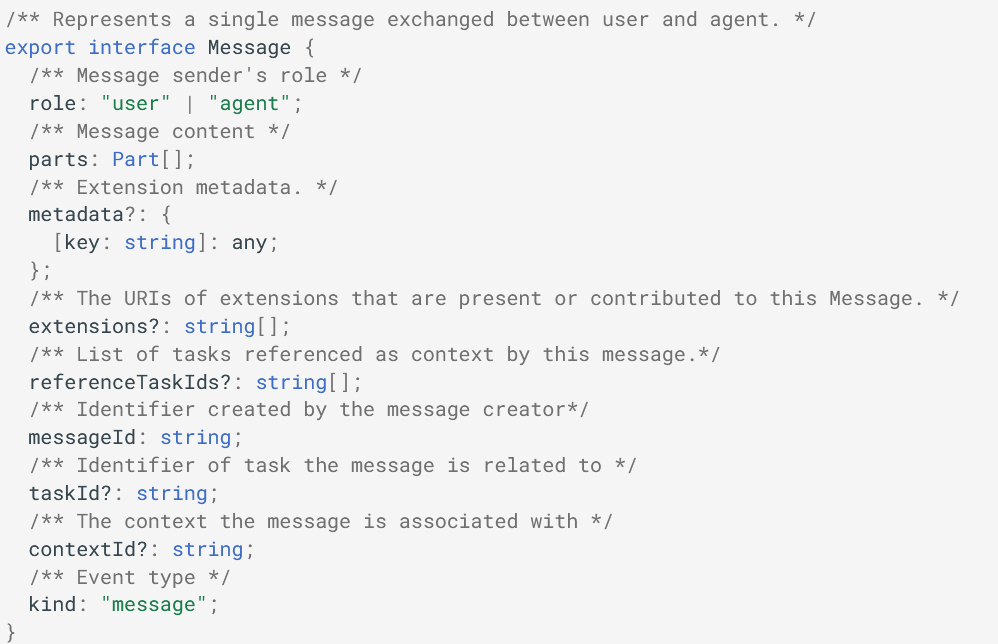 /** Represents a single message exchanged between user and agent. */
export interface Message {
  /** Message sender's role */
  role: "user" | "agent";
  /** Message content */
  parts: Part[];
  /** Extension metadata. */
  metadata?: {
    [key: string]: any;
  };
  /** The URIs of extensions that are present or contributed to this Message. */
  extensions?: string[];
  /** List of tasks referenced as context by this message.*/
  referenceTaskIds?: string[];
  /** Identifier created by the message creator*/
  messageId: string;
  /** Identifier of task the message is related to */
  taskId?: string;
  /** The context the message is associated with */
  contextId?: string;
  /** Event type */
  kind: "message";
}